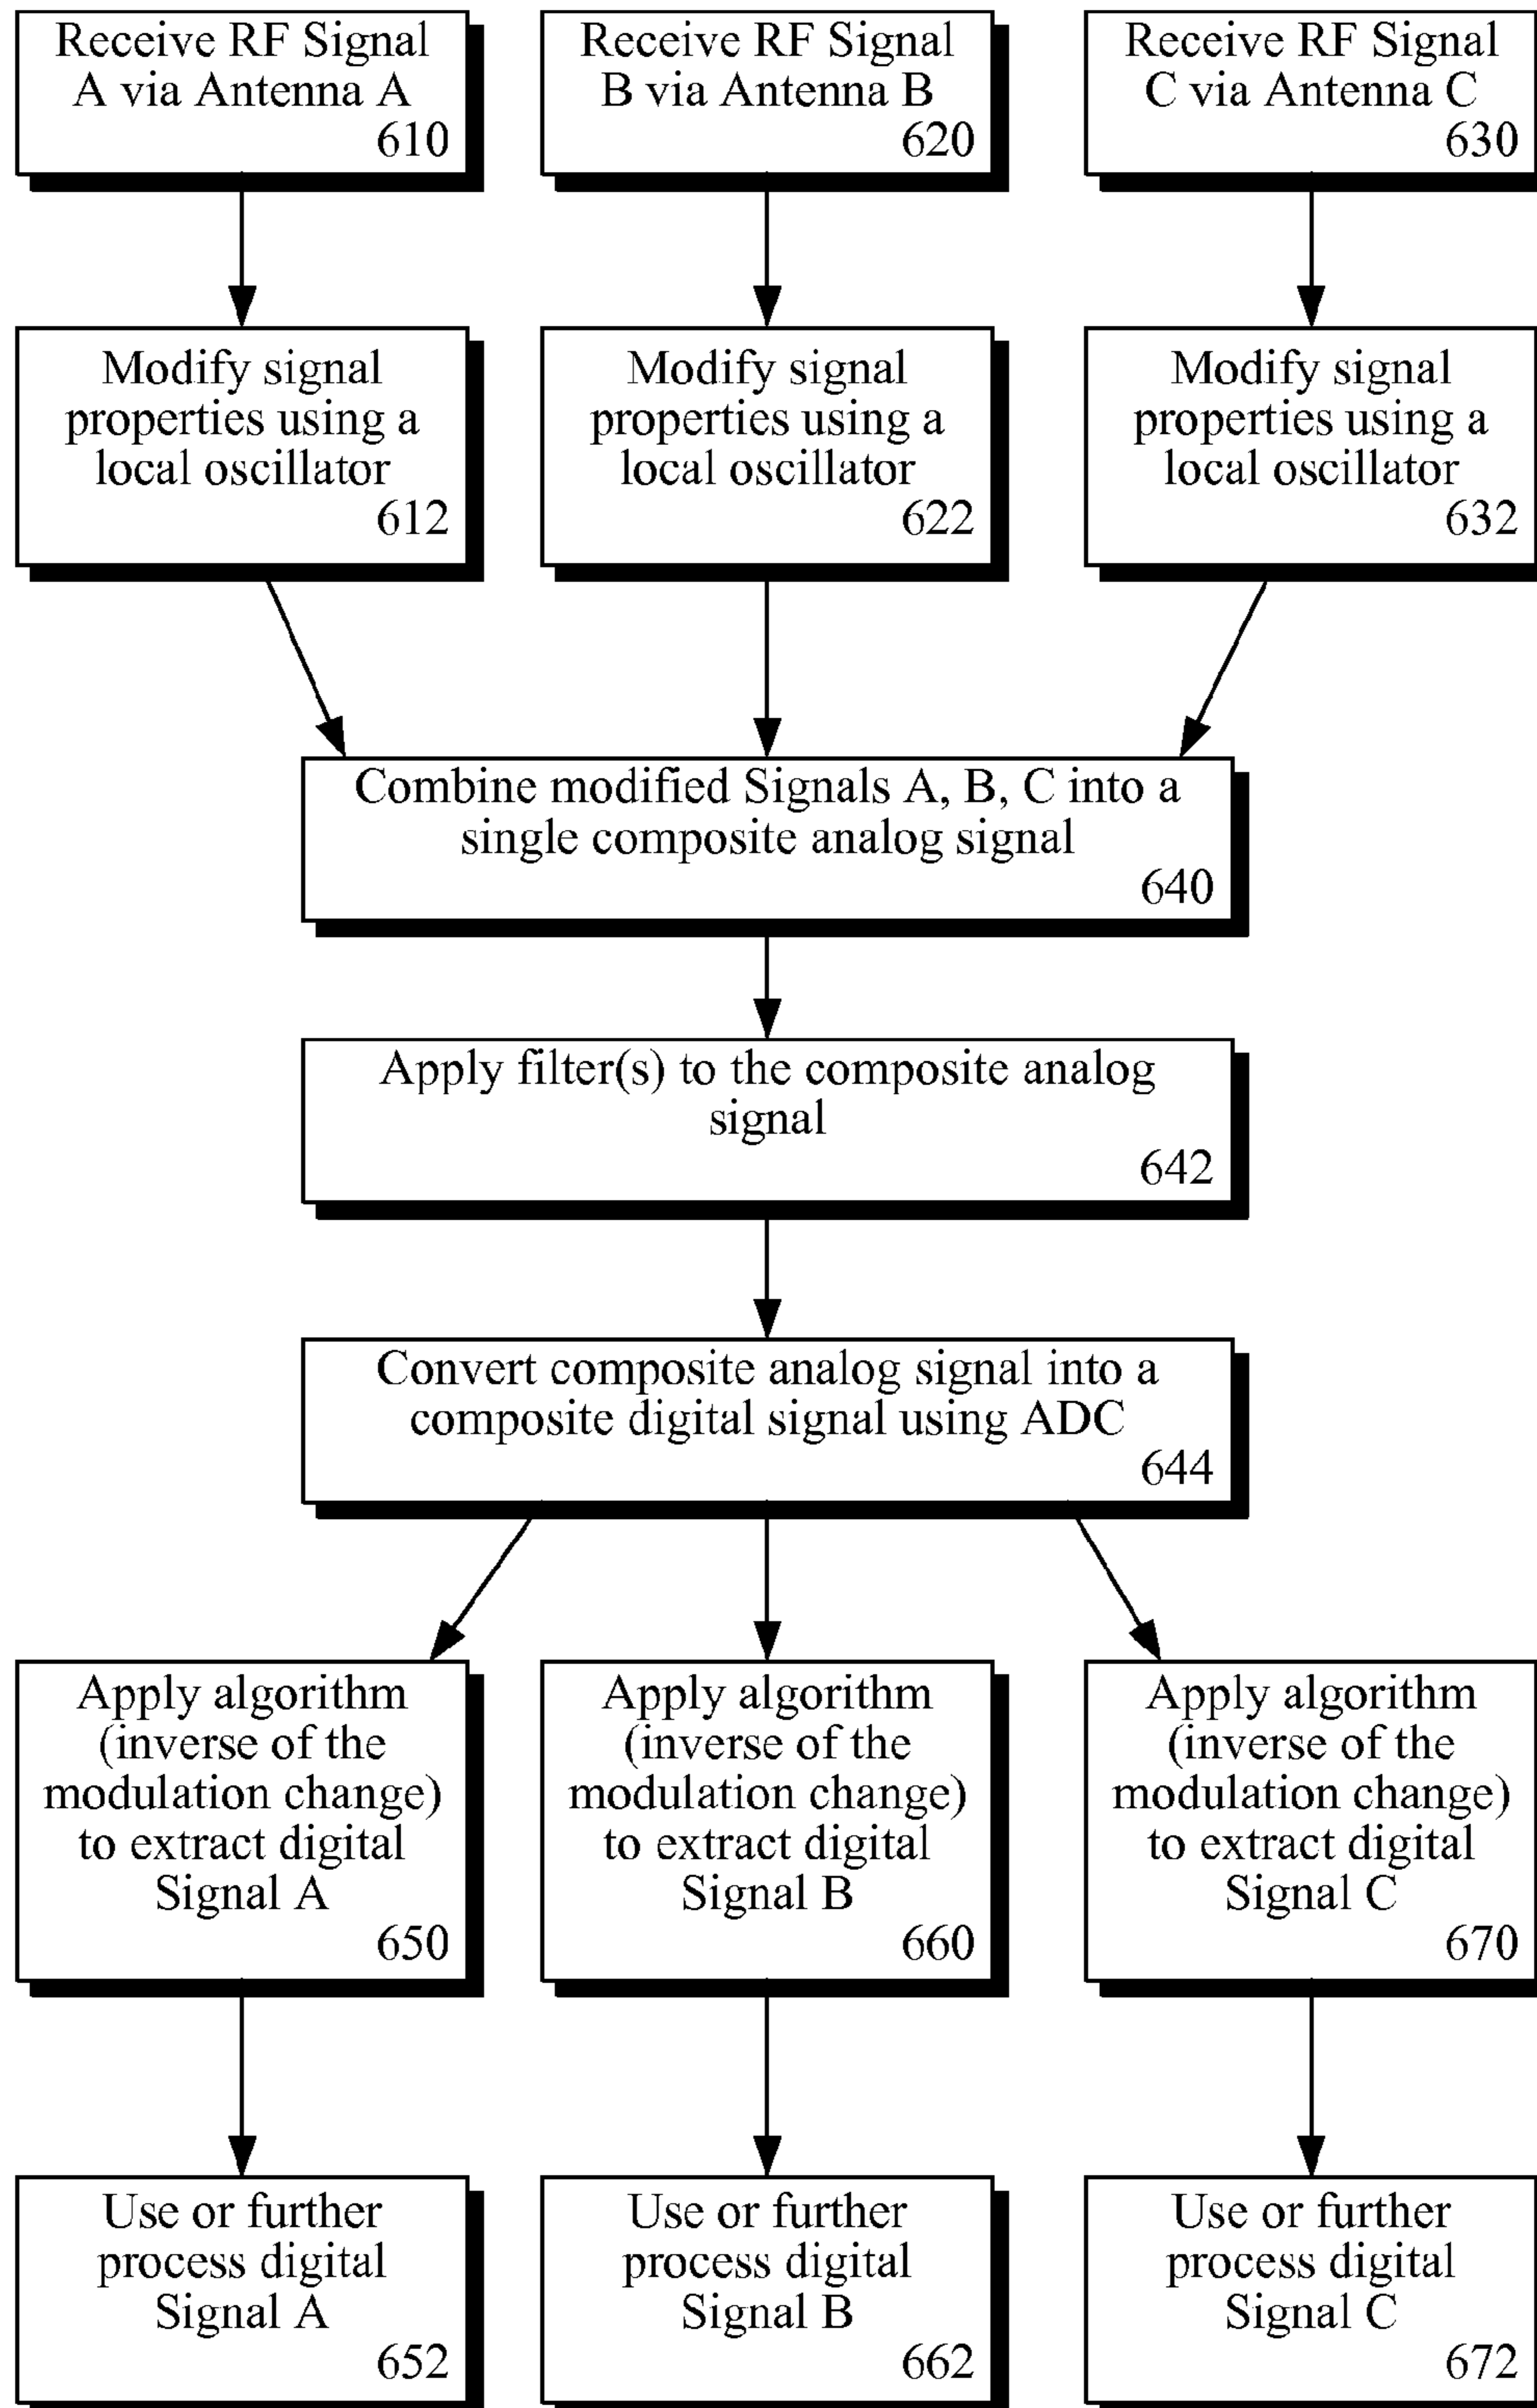 Receive RF Signal
A via Antenna A
610
Receive RF Signal
B via Antenna B
620
Receive RF Signal
C via Antenna C
630
Modify signal
properties using a
local oscillator
612
Modify signal
properties using a
local oscillator
622
Modify signal
properties using a
local oscillator
632
Combine modified Signals A, B, C into a
single composite analog signal
640
Apply filter(s) to the composite analog
signal
642
Convert composite analog signal into a
composite digital signal using ADC
644
Apply algorithm
(inverse of the
modulation change)
to extract digital
Signal A
650
Apply algorithm
(inverse of the
modulation change)
to extract digital
Signal B
660
Apply algorithm
(inverse of the
modulation change)
to extract digital
Signal C
670
Use or further
process digital
Signal A
652
Use or further
process digital
Signal B
662
Use or further
process digital
Signal C
672